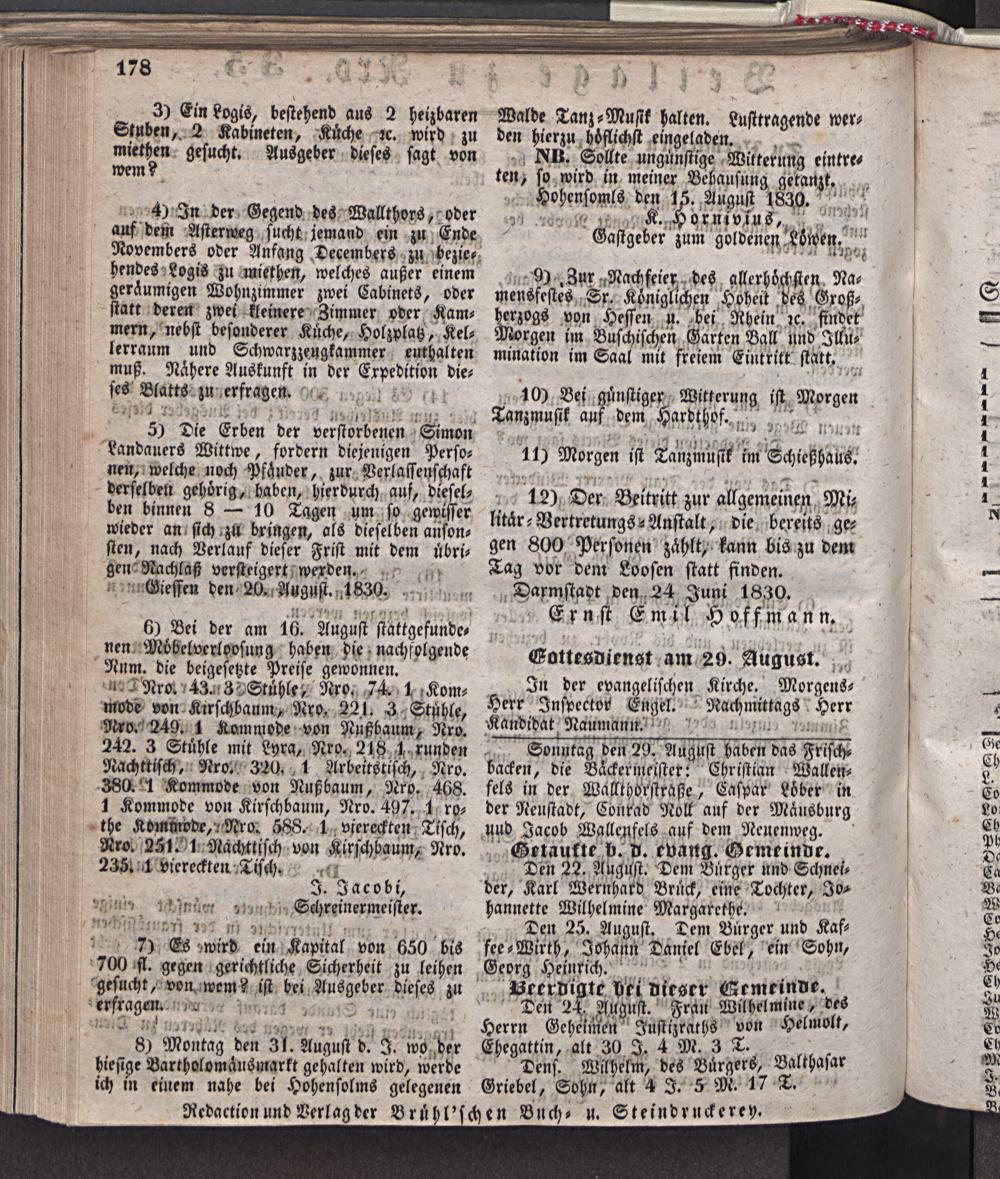 178
3) Ein Logis, bestehend aus 2 heizbaren
Stuben, 2 Kabineten, Küche ꝛc. wird zu
miethen gesucht. Ausgeber dieses sagt von
wem?
4) In der Gegend des Wallthors, oder
auf dem Asterweg sucht jemand ein zu Ende
Novembers oder Anfang Decembers zu bezie-
hendes Logis zu miethen, welches außer einem
geräumigen Wohnzimmer zwei Cabinets, oder
statt deren zwei kleinere Zimmer oder Kam-
mern, nebst besonderer Küche, Holzplatz, Kel-
lerraum und Schwarzzeugkammer enthalten
muß. Nähere Auskunft in der Expedition die-
ses Blatts zu erfragen.
5) Die Erben der verstorbenen Simon
Landauers Wittwe, fordern diejenigen Perso-
nen, welche noch Pfänder, zur Verlassenschaft
derselben gehörig, haben, hierdurch auf, diesel-
ben binnen 8 — 10 Tagen um so gewisser
wieder an sich zu bringen, als dieselben anson-
sten, nach Verlauf dieser Frist mit dem übri-
gen Nachlaß versteigert werden.
Giessen den 20. August. 1830.
6) Bei der am 16. August stattgefunde-
nen Möbelverloosung haben die nachfolgende
Num. die beigesetzte Preise gewonnen.
Nro. 43. 3 Stühle, Nro. 74. 1 Kom-
mode von Kirschbaum, Nro. 221. 3 Stühle,
Nro. 249. 1 Kommode von Nußbaum, Nro.
242. 3 Stühle mit Lyra, Nro. 218 1 runden
Nachttisch, Nro. 320. 1 Arbeitstisch, Nro.
380. 1 Kommode von Nußbaum, Nro. 468.
1 Kommode von Kirschbaum, Nro. 497. 1 ro-
the Kommode, Nro. 588. 1 viereckten Tisch,
Nro. 251. 1 Nachttisch von Kirschbaum, Nro.
235. 1 viereckten Tisch.
J. Jacobi,
Schreinermeister.
7) Es wird ein Kapital von 650 bis
700 fl. gegen gerichtliche Sicherheit zu leihen
gesucht, von wem? ist bei Ausgeber dieses zu
erfragen.
8) Montag den 31. August d. J. wo der
hiesige Bartholomäusmarkt gehalten wird, werde
ich in einem nahe bei Hohensolms gelegenen
Walde Tanz-Musik halten. Lusttragende wer-
den hierzu höflichst eingeladen.
NB. Sollte ungünstige Witterung eintre-
ten, so wird in meiner Behausung getanzt.
Hohensomls den 15. August 1830.
K. Hornivius,
Gastgeber zum goldenen Löwen.
9) Zur Nachfeier des allerhöchsten Na-
mensfestes Sr. Königlichen Hoheit des Groß-
herzogs von Hessen u. bei Rhein ꝛc. findet
Morgen im Buschischen Garten Ball und Illu-
mination im Saal mit freiem Eintritt statt.
10) Bei günstiger Witterung ist Morgen
Tanzmusik auf dem Hardthof.
11) Morgen ist Tanzmusik im Schießhaus.
12) Der Beitritt zur allgemeinen Mi-
litär-Vertretungs-Anstalt, die bereits ge-
gen 800 Personen zählt, kann bis zu dem
Tag vor dem Loosen statt finden.
Darmstadt den 24 Juni 1830.
Ernst Emil Hoffmann.
Gottesdienst am 29. August.
In der evangelischen Kirche. Morgens-
Herr Inspector Engel. Nachmittags Herr
Kandidat Naumann.
Sonntag den 29. August haben das Frisch-
backen, die Bäckermeister: Christian Wallen-
fels in der Wallthorstraße, Caspar Löber in
der Neustadt, Conrad Noll auf der Mäusburg
uud Jacob Wallenfels auf dem Neuenweg.
Getaufte b. d. evang. Gemeinde.
Den 22. August. Dem Bürger und Schnei-
der, Karl Wernhard Brück, eine Tochter, Jo-
hannette Wilhelmine Margarethe.
Den 25. August. Dem Bürger und Kaf-
fee-Wirth, Johann Daniel Ebel, ein Sohn,
Georg Heinrich.
Beerdigte bei dieser Gemeinde.
Den 24. August. Frau Wilhelmine, des
Herrn Geheimen Justizraths von Helmolt,
Ehegattin, alt 30 J. 4 M. 3 T.
Dens. Wilhelm, des Bürgers, Balthasar
Griebel, Sohn, alt 4 J. 5 M. 17 T.
Redaction und Verlag der Brühl'schen Buch- u. Steindruckerey.